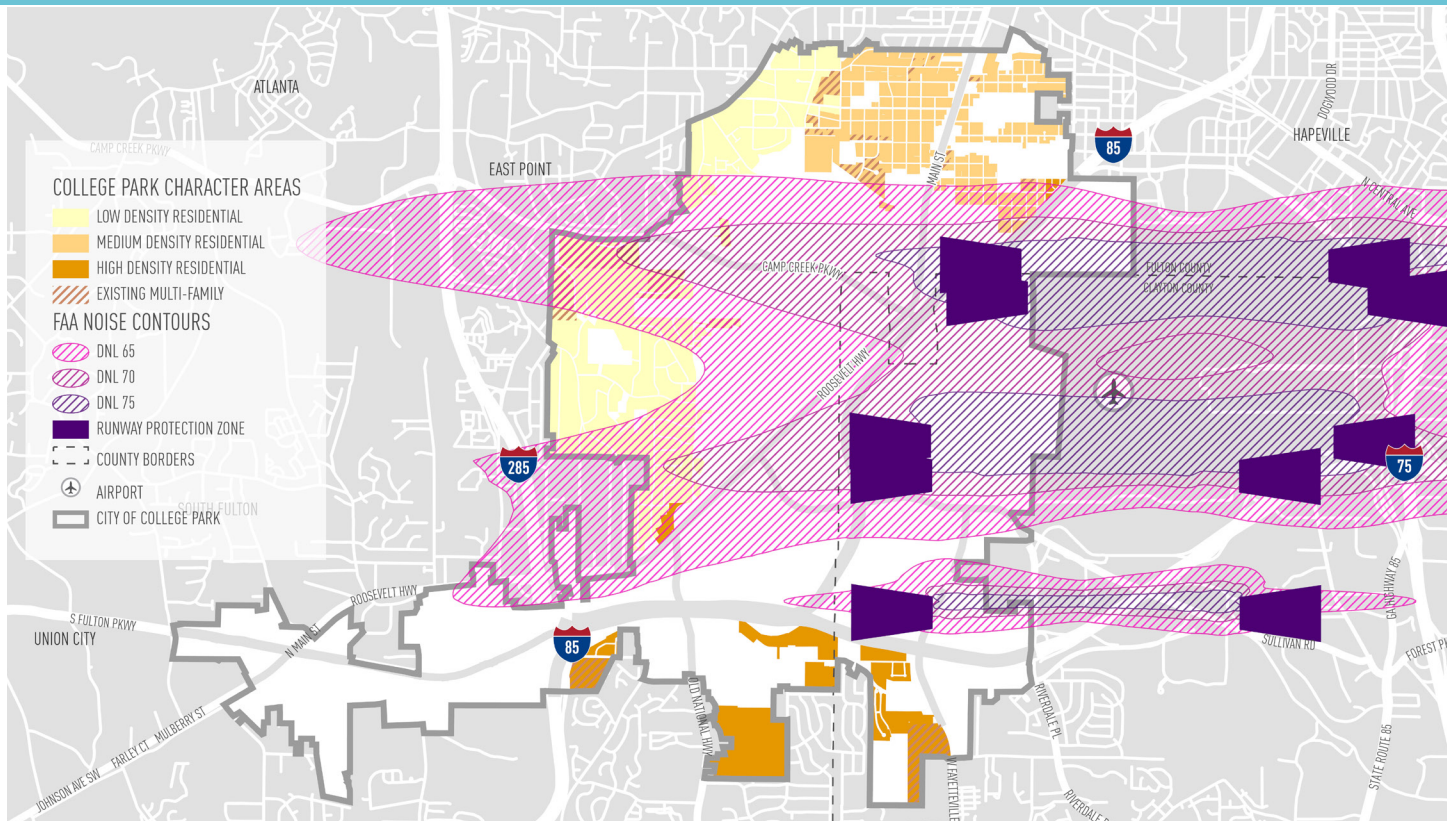 ATLANTA
CAMP CREEK PKWY
EAST POINT
MAIN ST
85
DOGWOOD DR
HAPEVILLE
N CENTRAL AVE
COLLEGE PARK CHARACTER AREAS
LOW DENSITY RESIDENTIAL
MEDIUM DENSITY RESIDENTIAL
HIGH DENSITY RESIDENTIAL
EXISTING MULTI-FAMILY
FAA NOISE CONTOURS
DNL 65
DNL 70
DNL 75
RUNWAY PROTECTION ZONE
COUNTY BORDERS
AIRPORT
SOUTH FULTON
CITY OF COLLEGE PARK
CAMP CREEK PKWY
FULTON COUNTY
CLAYTON COUNTY
ROOSEVELT HWY
285
75
ROOSEVELT HWY
S FULTON PKWY
UNION CITY
N MAIN ST
85
OLD NATIONAL HWY
SULLIVAN RD
GA HIGHWAY 85
RIVERDALE PL
W FAYETTEVILLE
JOHNSON AVE SW
FARLEY CT
MULBERRY ST
STATE ROUTE 85